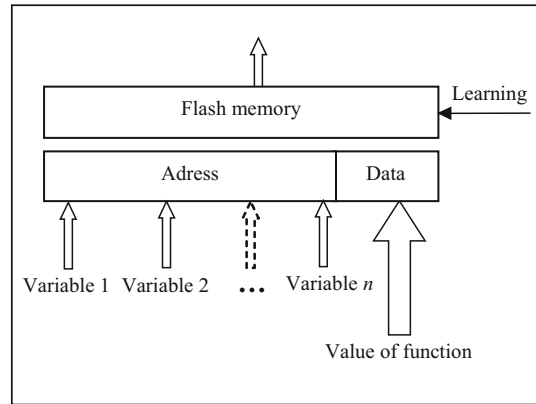 Flash memory
Learning
Adress
Data
Variable 1
Variable 2
...
Variable n
Value of function